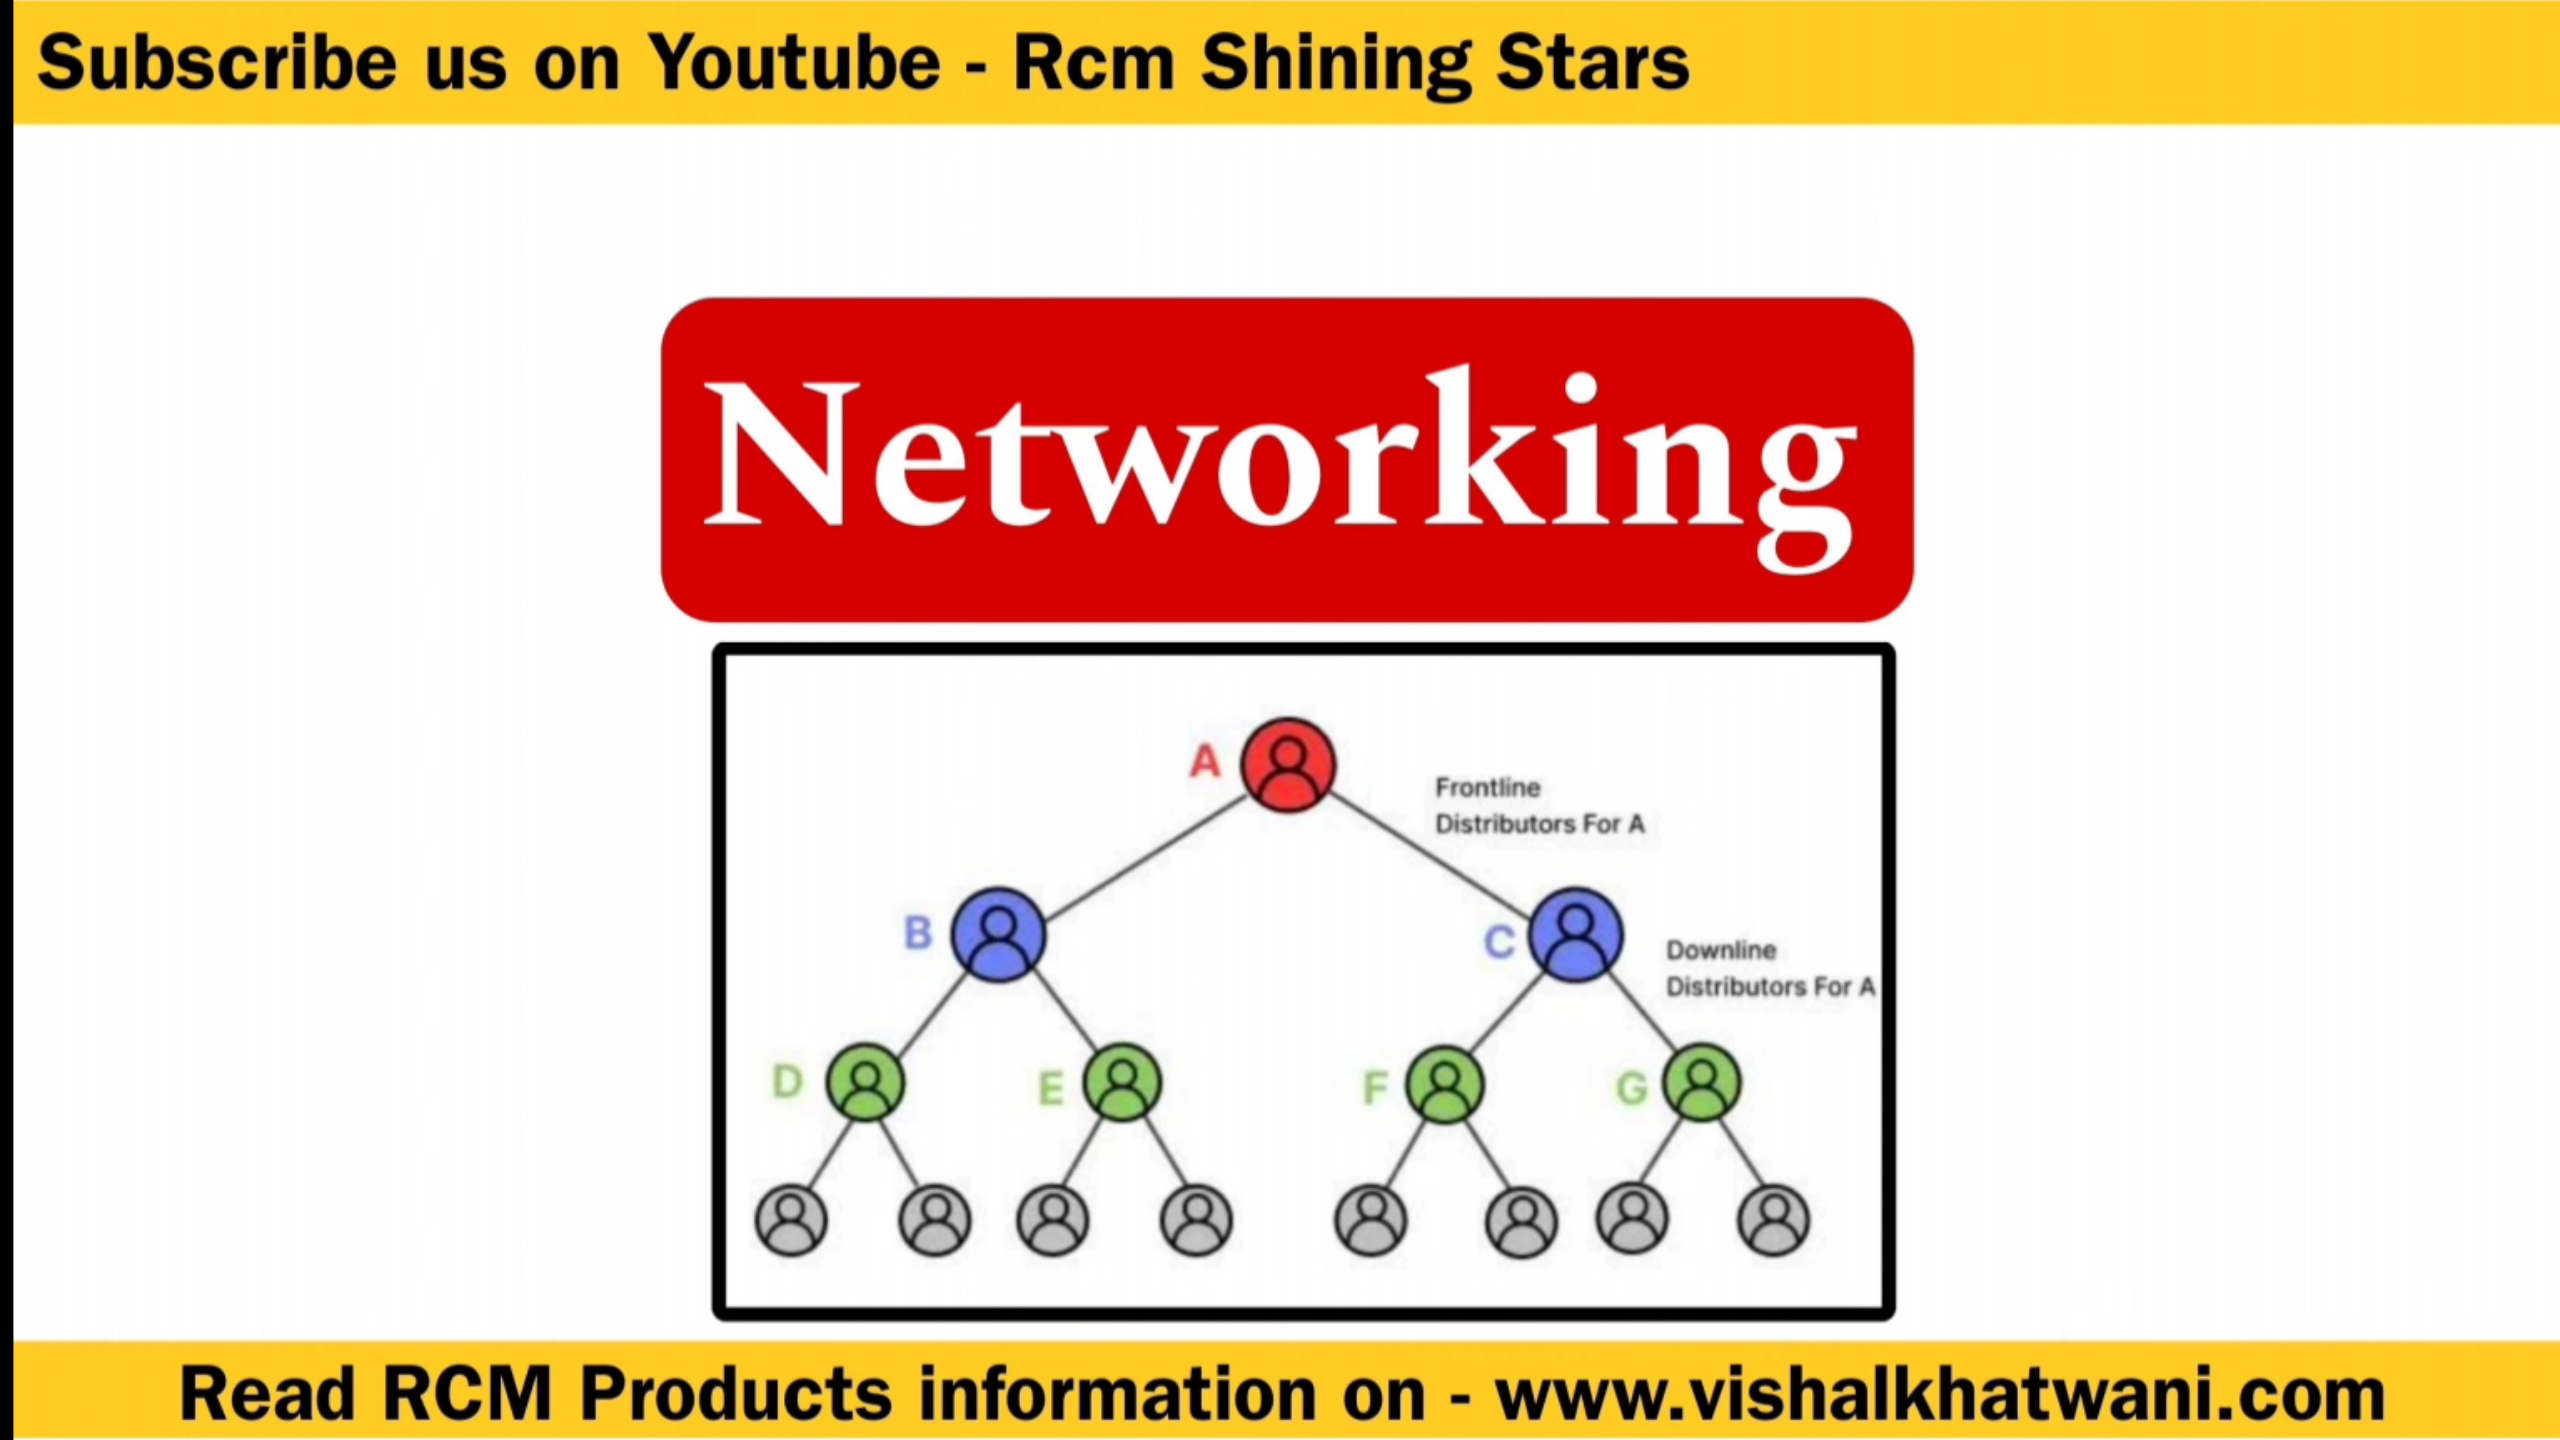 Subscribe us on Youtube - Rcm Shining Stars
Networking
A
Frontline
Distributors For A
B
C
Downline
Distributors For A
D
E
F
G
Read RCM Products information on - www.vishalkhatwani.com